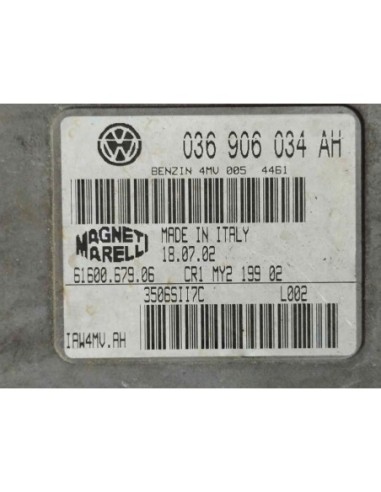 036 906 034 AH
BENZIN 4MV 005 4461
MAGNETI MARELLI
MADE IN ITALY
18.07.02
61600.679.06 CR1 MY2 199 02
35065II7C L002
IAW4MV.AH